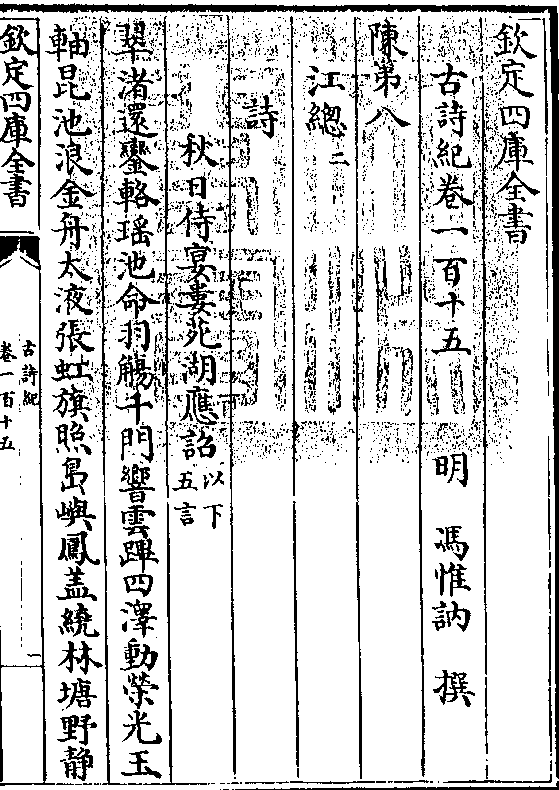 欽定四庫全書
古詩紀卷一百十五　明　馮惟訥　撰
陳第八
江總二
詩
秋日侍宴婁苑湖應詔以下五言
翠渚還鑾輅瑶池命羽觴千門響雲蹕四澤動榮光玉
軸昆池浪金舟太液張虹旗照島嶼鳳盖繞林塘野静
欽定四庫全書
古詩紀
卷一百十五
一